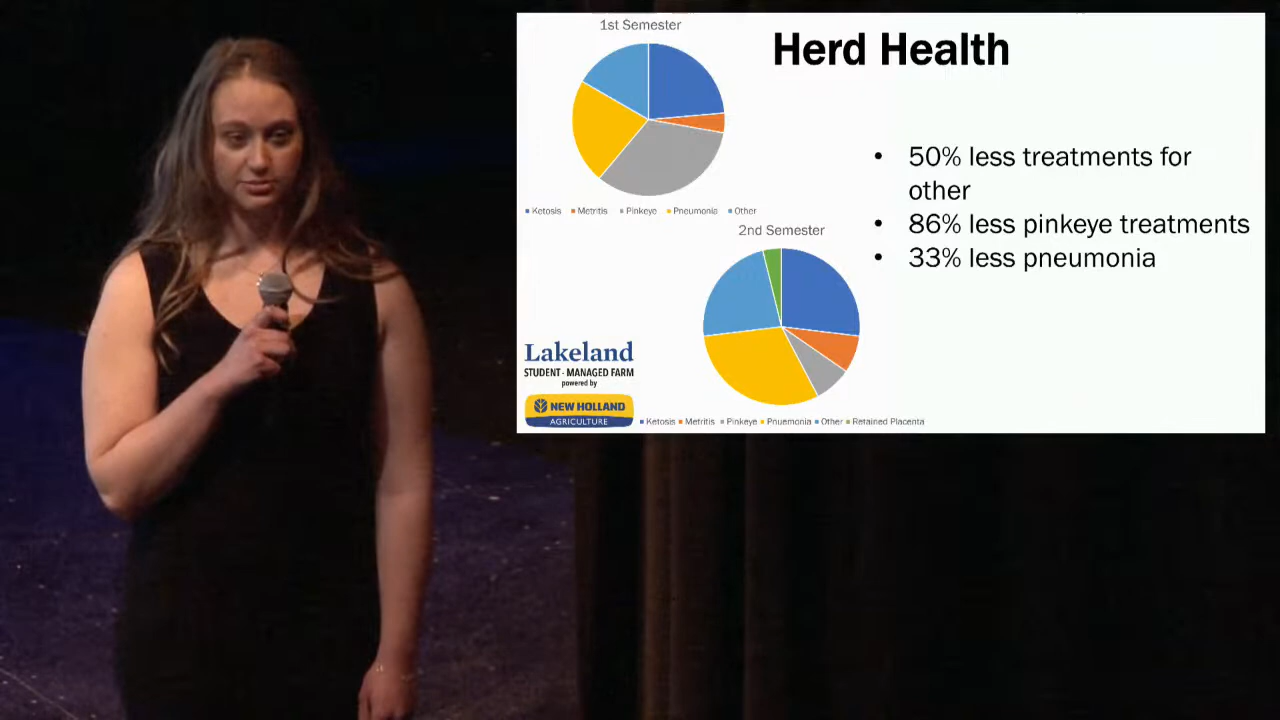 1st Semester
Herd Health
• 50% less treatments for
other
• 86% less pinkeye treatments
• 33% less pneumonia
Ketosis Metritis Pinkeye Pneumonia Other
2nd Semester
Lakeland
STUDENT - MANAGED FARM
powered by
NEW HOLLAND
AGRICULTURE
Ketosis Metritis Pinkeye Pnuemonia Other Retained Placenta